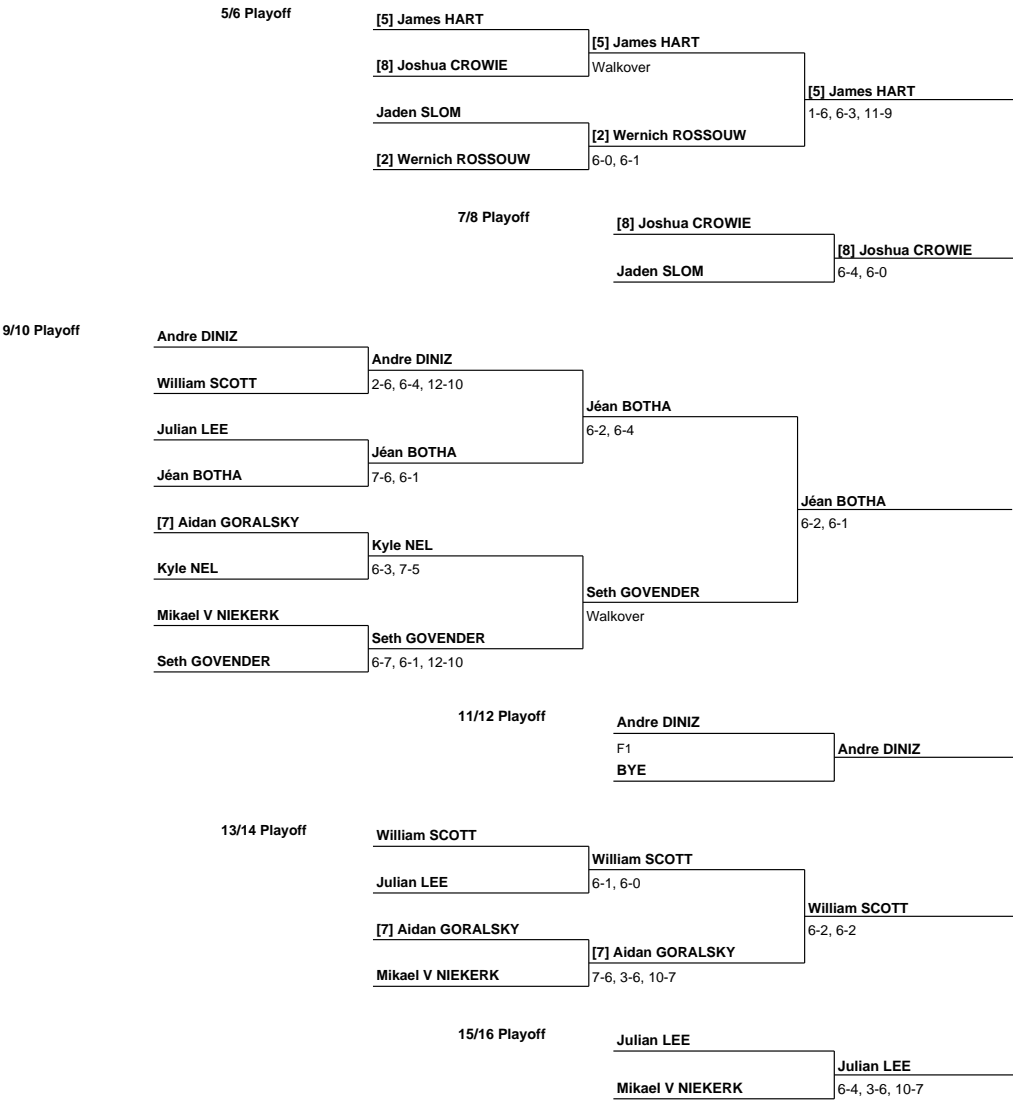 5/6 Playoff
[5] James HART
[5] James HART
[8] Joshua CROWIE
Walkover
[5] James HART
Jaden SLOM
1-6, 6-3, 11-9
[2] Wernich ROSSOUW
[2] Wernich ROSSOUW
6-0, 6-1
7/8 Playoff
[8] Joshua CROWIE
[8] Joshua CROWIE
Jaden SLOM
6-4, 6-0
9/10 Playoff
Andre DINIZ
Andre DINIZ
William SCOTT
2-6, 6-4, 12-10
Jéan BOTHA
Julian LEE
6-2, 6-4
Jéan BOTHA
Jéan BOTHA
7-6, 6-1
Jéan BOTHA
[7] Aidan GORALSKY
6-2, 6-1
Kyle NEL
Kyle NEL
6-3, 7-5
Seth GOVENDER
Mikael V NIEKERK
Walkover
Seth GOVENDER
Seth GOVENDER
6-7, 6-1, 12-10
11/12 Playoff
Andre DINIZ
F1
Andre DINIZ
BYE
13/14 Playoff
William SCOTT
William SCOTT
Julian LEE
6-1, 6-0
William SCOTT
[7] Aidan GORALSKY
6-2, 6-2
[7] Aidan GORALSKY
Mikael V NIEKERK
7-6, 3-6, 10-7
15/16 Playoff
Julian LEE
Julian LEE
Mikael V NIEKERK
6-4, 3-6, 10-7